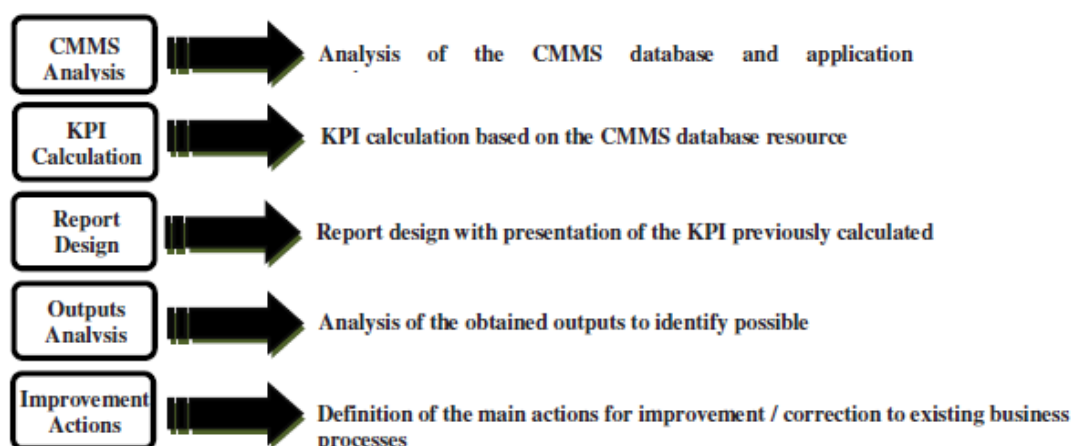 CMMS
Analysis
Analysis of the CMMS database and application
KPI
Calculation
KPI calculation based on the CMMS database resource
Report
Design
Report design with presentation of the KPI previously calculated
Outputs
Analysis
Analysis of the obtained outputs to identify possible
Improvement
Actions
Definition of the main actions for improvement / correction to existing business
processes